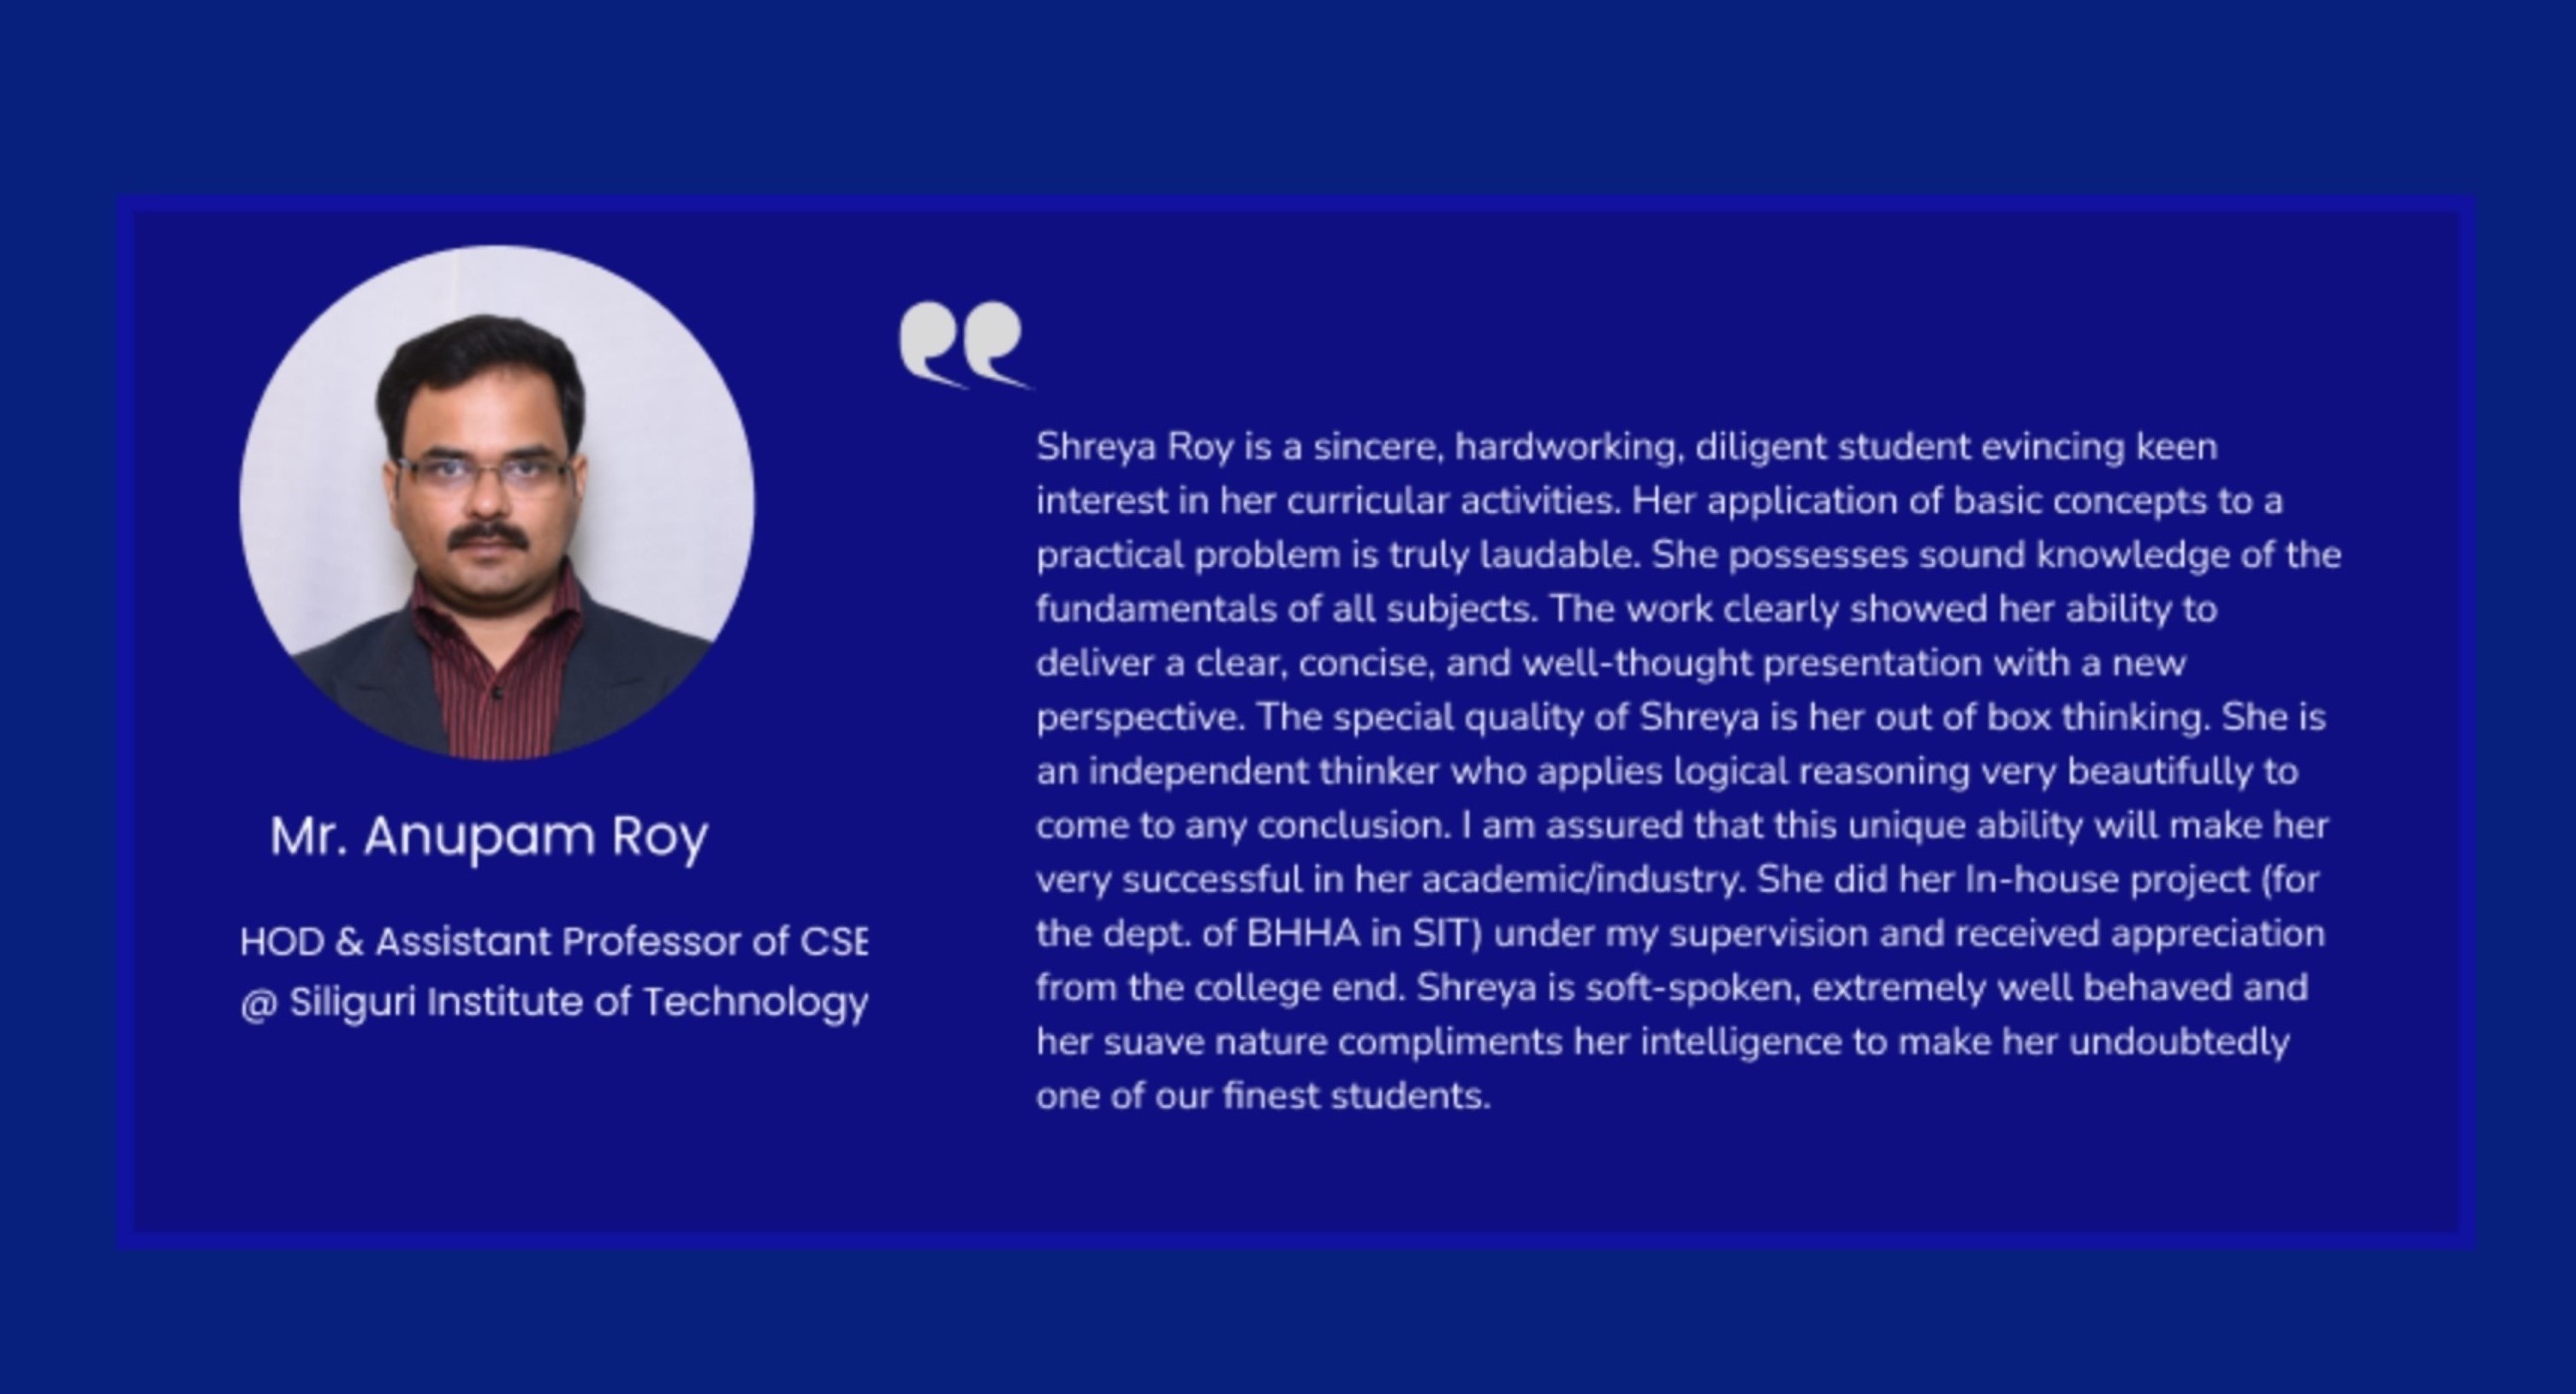 Mr. Anupam Roy
HOD & Assistant Professor of CSE
@ Siliguri Institute of Technology
Shreya Roy is a sincere, hardworking, diligent student evincing keen
interest in her curricular activities. Her application of basic concepts to a
practical problem is truly laudable. She possesses sound knowledge of the
fundamentals of all subjects. The work clearly showed her ability to
deliver a clear, concise, and well-thought presentation with a new
perspective. The special quality of Shreya is her out of box thinking. She is
an independent thinker who applies logical reasoning very beautifully to
come to any conclusion. I am assured that this unique ability will make her
very successful in her academic/industry. She did her In-house project (for
the dept. of BHHA in SIT) under my supervision and received appreciation
from the college end. Shreya is soft-spoken, extremely well behaved and
her suave nature compliments her intelligence to make her undoubtedly
one of our finest students.